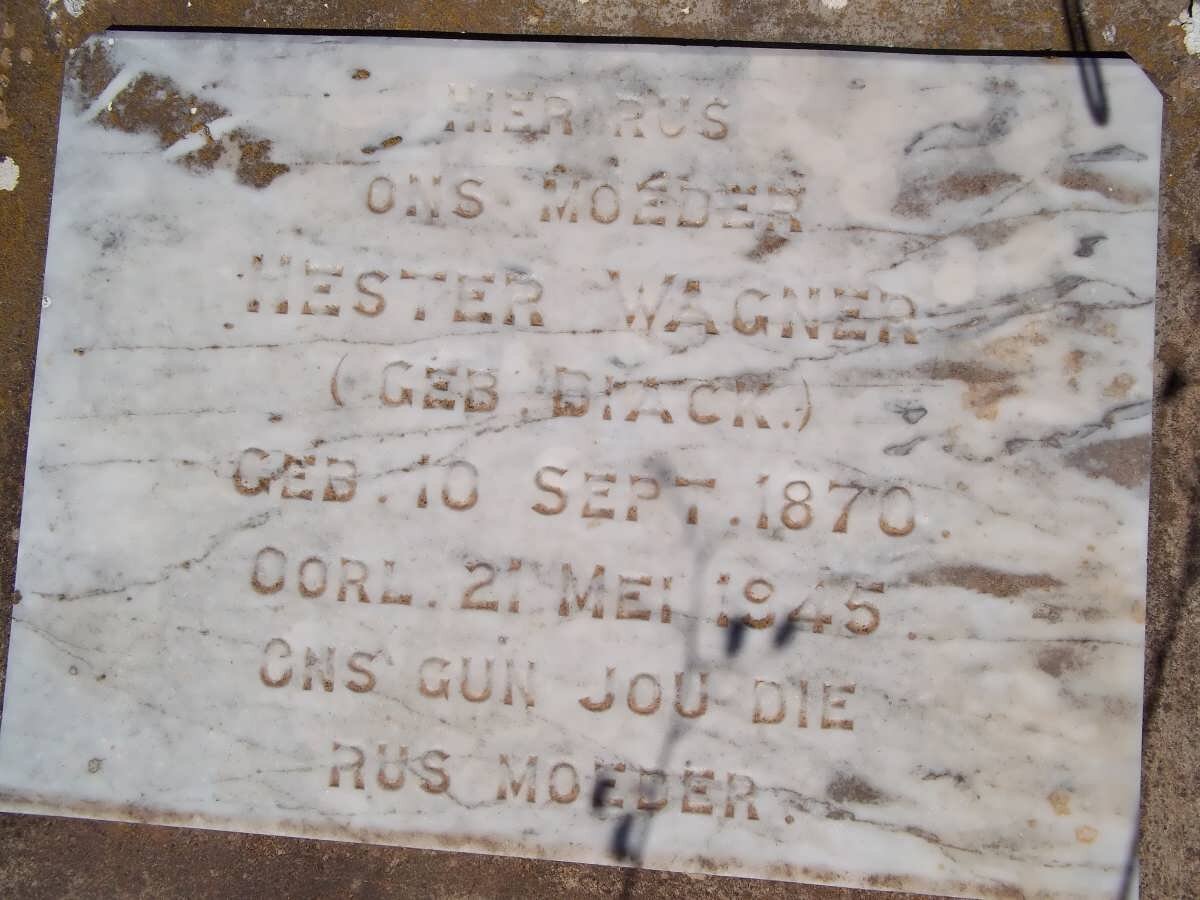 HIER RUS
ONS MOEDER
HESTER WAGNER
(GEB. BIACK.)
GEB. 10 SEPT. 1870.
OORL. 21 MEI 1945.
ONS GUN JOU DIE
RUS MOEDER.